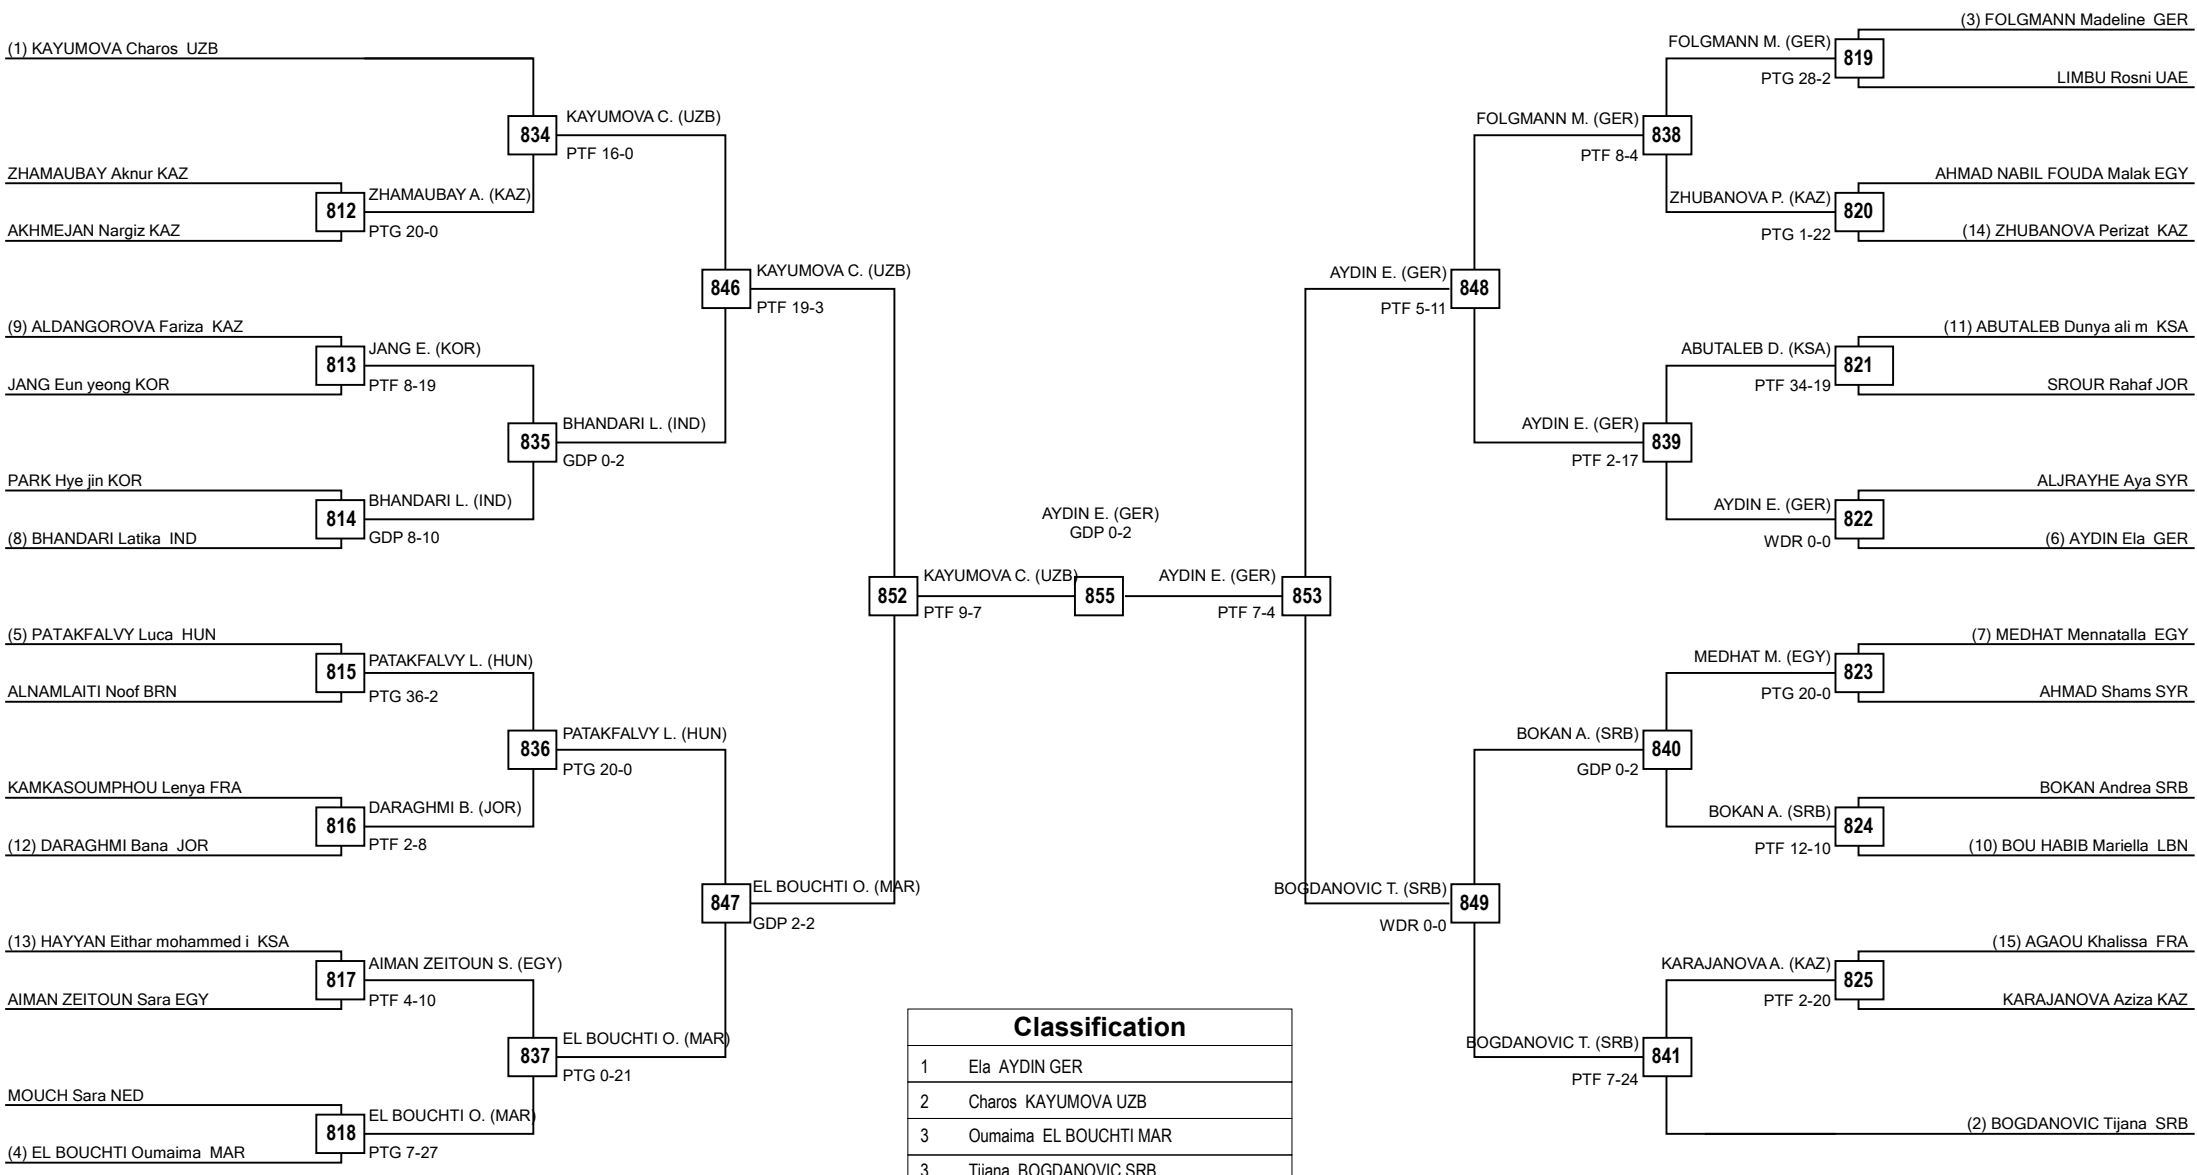 (1) KAYUMOVA Charos UZB
ZHAMAUBAY Aknur KAZ
AKHMEJAN Nargiz KAZ
(9) ALDANGOROVA Fariza KAZ
JANG Eun yeong KOR
PARK Hye jin KOR
(8) BHANDARI Latika IND
(5) PATAKFALVY Luca HUN
ALNAMLAITI Noof BRN
KAMKASOUMPHOU Lenya FRA
(12) DARAGHMI Bana JOR
(13) HAYYAN Eithar mohammed i KSA
AIMAN ZEITOUN Sara EGY
MOUCH Sara NED
(4) EL BOUCHTI Oumaima MAR
812
ZHAMAUBAY A. (KAZ)
PTG 20-0
813
JANG E. (KOR)
PTF 8-19
814
BHANDARI L. (IND)
GDP 8-10
815
PATAKFALVY L. (HUN)
PTG 36-2
816
DARAGHMI B. (JOR)
PTF 2-8
817
AIMAN ZEITOUN S. (EGY)
PTF 4-10
818
EL BOUCHTI O. (MAR)
PTG 7-27
834
KAYUMOVA C. (UZB)
PTF 16-0
835
BHANDARI L. (IND)
GDP 0-2
836
PATAKFALVY L. (HUN)
PTG 20-0
837
EL BOUCHTI O. (MAR)
PTG 0-21
846
KAYUMOVA C. (UZB)
PTF 19-3
847
EL BOUCHTI O. (MAR)
GDP 2-2
852
KAYUMOVA C. (UZB)
PTF 9-7
AYDIN E. (GER)
GDP 0-2
855
AYDIN E. (GER)
PTF 7-4
853
AYDIN E. (GER)
PTF 5-11
848
BOGDANOVIC T. (SRB)
WDR 0-0
849
FOLGMANN M. (GER)
PTF 8-4
838
AYDIN E. (GER)
PTF 2-17
839
BOKAN A. (SRB)
GDP 0-2
840
BOGDANOVIC T. (SRB)
PTF 7-24
841
FOLGMANN M. (GER)
PTG 28-2
819
ZHUBANOVA P. (KAZ)
PTG 1-22
820
ABUTALEB D. (KSA)
PTF 34-19
821
AYDIN E. (GER)
WDR 0-0
822
MEDHAT M. (EGY)
PTG 20-0
823
BOKAN A. (SRB)
PTF 12-10
824
KARAJANOVA A. (KAZ)
PTF 2-20
825
(3) FOLGMANN Madeline GER
LIMBU Rosni UAE
AHMAD NABIL FOUDA Malak EGY
(14) ZHUBANOVA Perizat KAZ
(11) ABUTALEB Dunya ali m KSA
SROUR Rahaf JOR
ALJRAYHE Aya SYR
(6) AYDIN Ela GER
(7) MEDHAT Mennatalla EGY
AHMAD Shams SYR
BOKAN Andrea SRB
(10) BOU HABIB Mariella LBN
(15) AGAOU Khalissa FRA
KARAJANOVA Aziza KAZ
(2) BOGDANOVIC Tijana SRB
Classification
1 Ela AYDIN GER
2 Charos KAYUMOVA UZB
3 Oumaima EL BOUCHTI MAR
3 Tijana BOGDANOVIC SRB